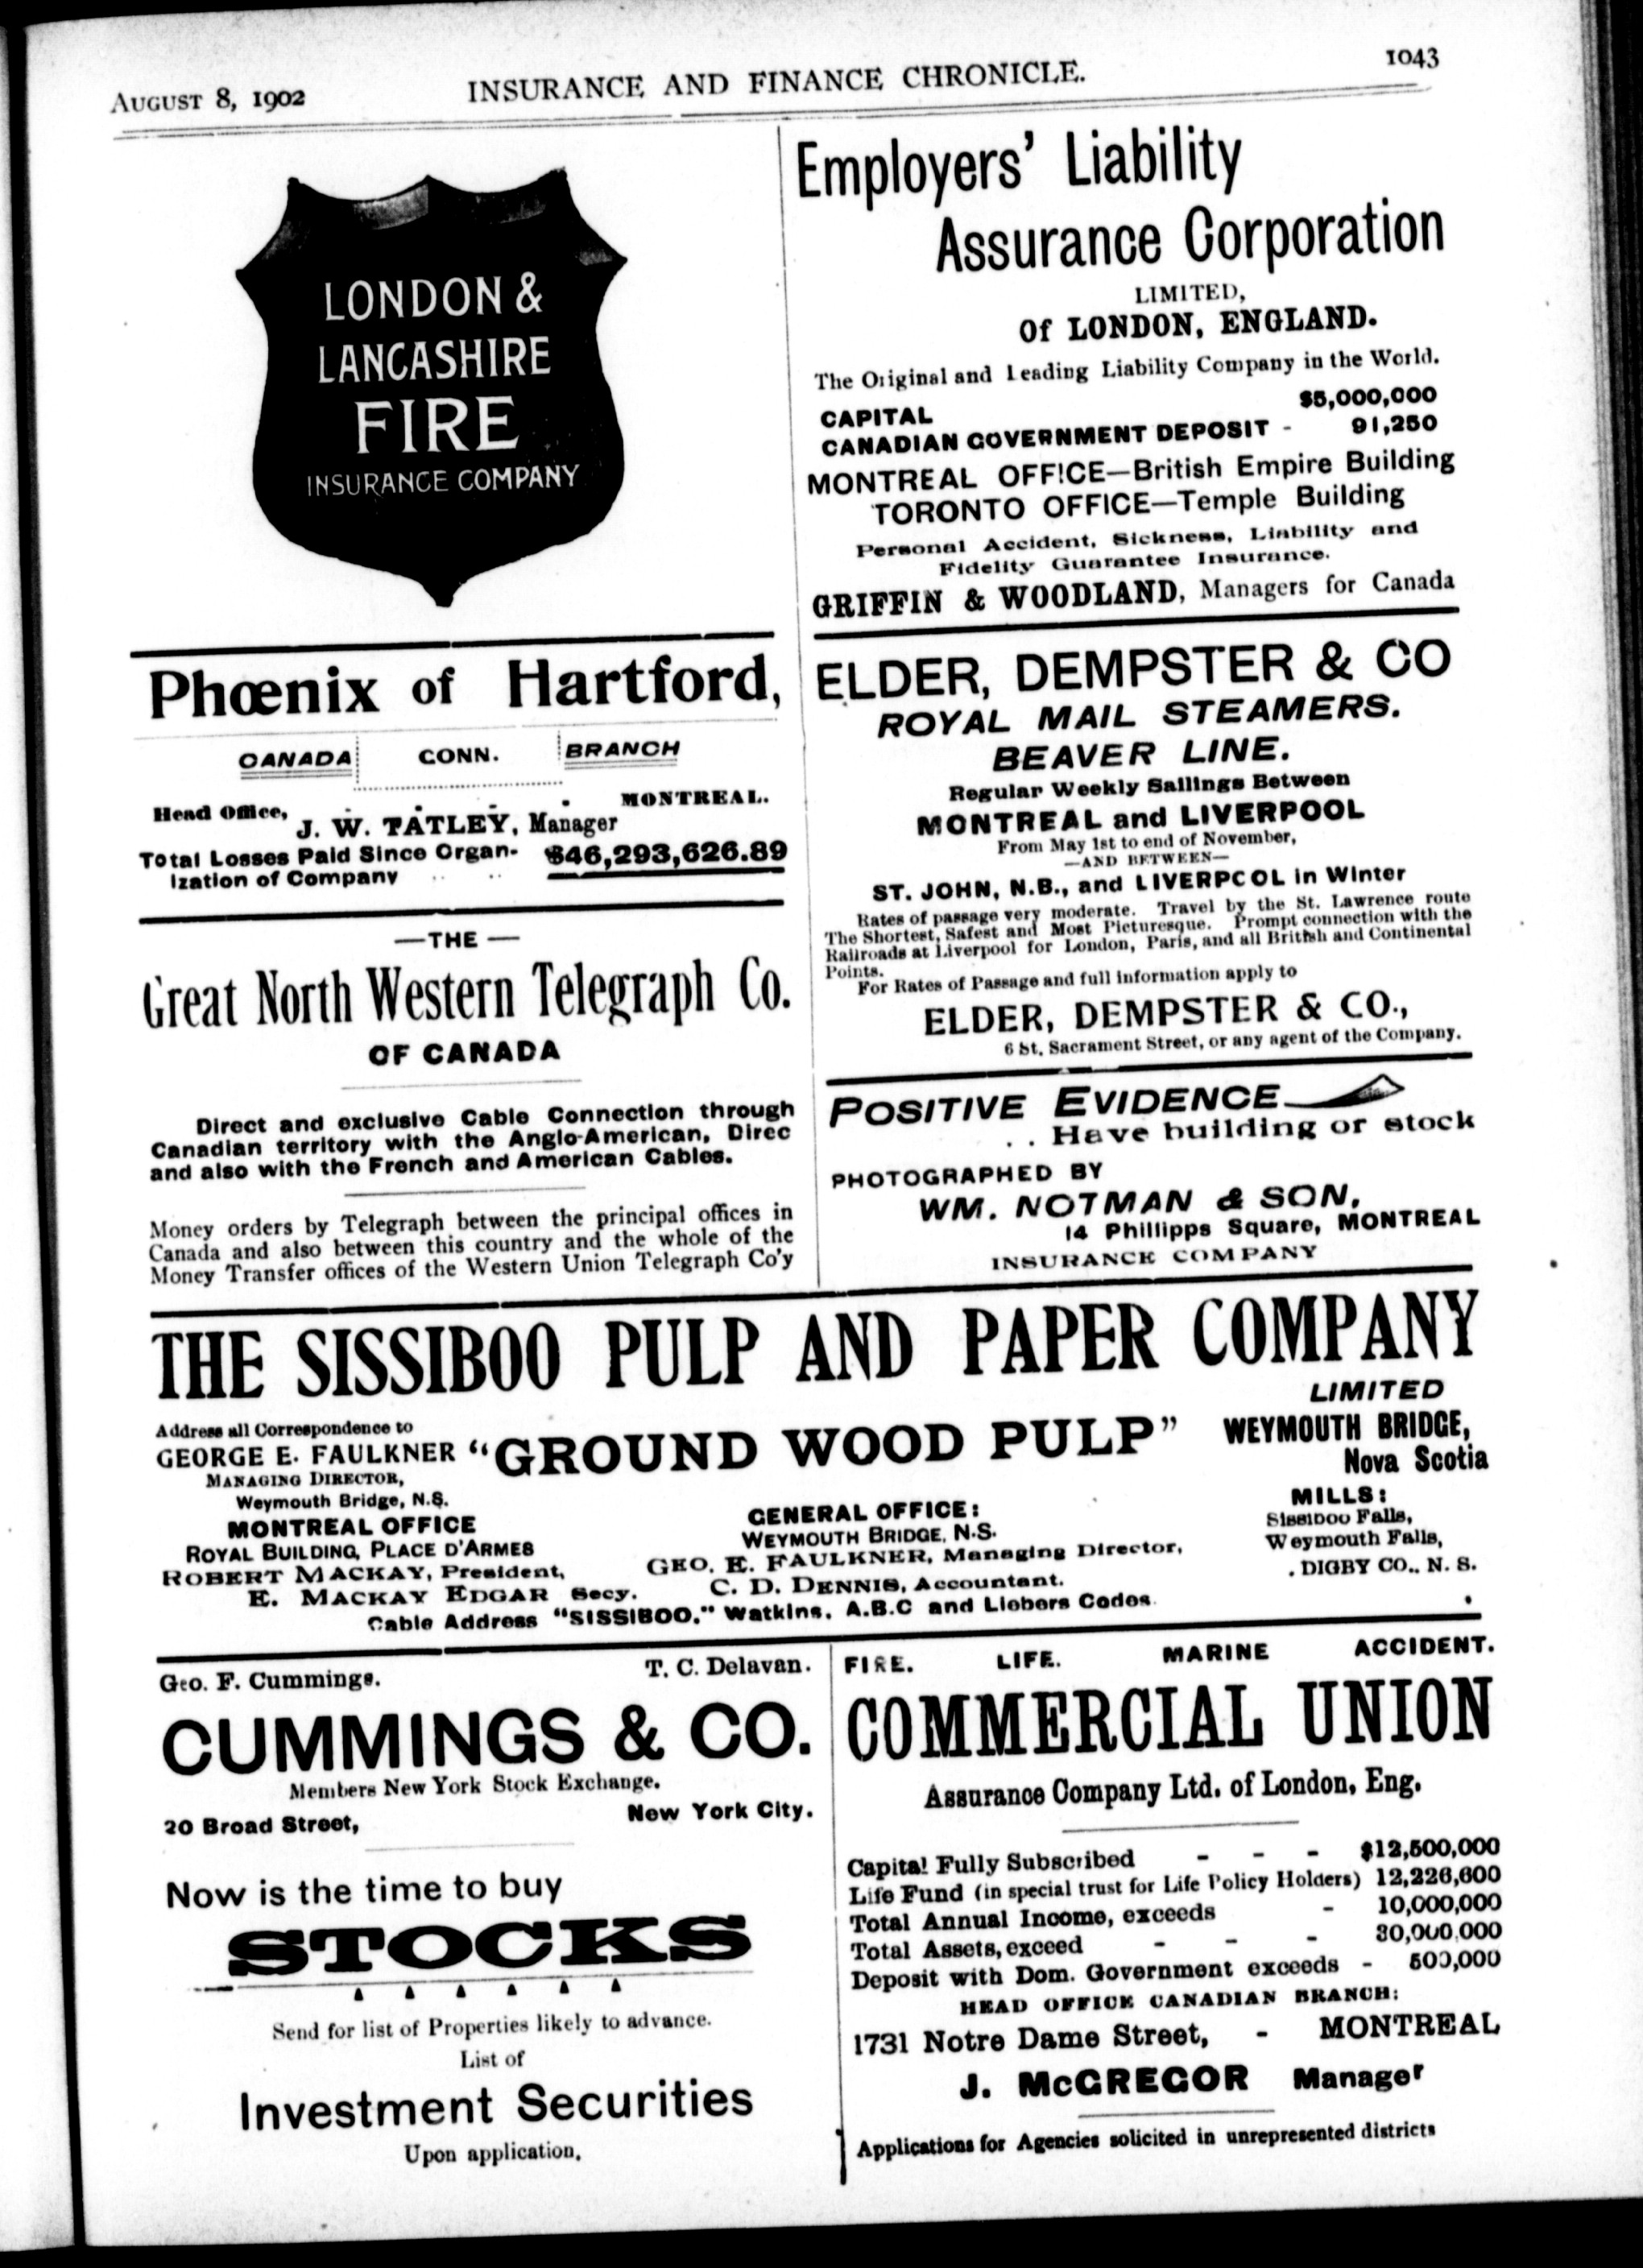 AUGUST 8, 1902 INSURANCE AND FINANCE CHRONICLE. 1043
LONDON &
LANCASHIRE
FIRE
INSURANCE COMPANY
Phœnix of Hartford,
CANADA CONN. BRANCH
Head Office, - - - - MONTREAL.
J. W. TATLEY, Manager
Total Losses Paid Since Organ- $46,293,626.89
ization of Company
—THE—
Great North Western Telegraph Co.
OF CANADA
Direct and exclusive Cable Connection through
Canadian territory with the Anglo-American, Direc
and also with the French and American Cables.
Money orders by Telegraph between the principal offices in
Canada and also between this country and the whole of the
Money Transfer offices of the Western Union Telegraph Co'y
Employers' Liability
Assurance Corporation
LIMITED,
Of LONDON, ENGLAND.
The Original and Leading Liability Company in the World.
CAPITAL $5,000,000
CANADIAN GOVERNMENT DEPOSIT - 91,250
MONTREAL OFFICE—British Empire Building
TORONTO OFFICE—Temple Building
Personal Accident, Sickness, Liability and
Fidelity Guarantee Insurance.
GRIFFIN & WOODLAND, Managers for Canada
ELDER, DEMPSTER & CO
ROYAL MAIL STEAMERS.
BEAVER LINE.
Regular Weekly Sailings Between
MONTREAL and LIVERPOOL
From May 1st to end of November,
—AND BETWEEN—
ST. JOHN, N.B., and LIVERPOOL in Winter
Rates of passage very moderate. Travel by the St. Lawrence route
The Shortest, Safest and Most Picturesque. Prompt connection with the
Railroads at Liverpool for London, Paris, and all British and Continental
Points.
For Rates of Passage and full information apply to
ELDER, DEMPSTER & CO.,
6 St. Sacrament Street, or any agent of the Company.
POSITIVE EVIDENCE
. . Have building or stock
PHOTOGRAPHED BY
WM. NOTMAN & SON,
14 Phillipps Square, MONTREAL
INSURANCE COMPANY
THE SISSIBOO PULP AND PAPER COMPANY
LIMITED
Address all Correspondence to
GEORGE E. FAULKNER
MANAGING DIRECTOR,
Weymouth Bridge, N.S.
MONTREAL OFFICE
ROYAL BUILDING, PLACE D'ARMES
ROBERT MACKAY, President,
E. MACKAY EDGAR Secy.
"GROUND WOOD PULP"
GENERAL OFFICE:
WEYMOUTH BRIDGE, N.S.
GEO. E. FAULKNER, Managing Director,
C. D. DENNIS, Accountant.
WEYMOUTH BRIDGE,
Nova Scotia
MILLS:
Sissiboo Falls,
Weymouth Falls,
. DIGBY CO., N. S.
Cable Address "SISSIBOO," Watkins, A.B.C and Liebers Codes.
Geo. F. Cummings. T. C. Delavan.
CUMMINGS & CO.
Members New York Stock Exchange.
20 Broad Street, New York City.
Now is the time to buy
STOCKS
Send for list of Properties likely to advance.
List of
Investment Securities
Upon application.
FIRE. LIFE. MARINE ACCIDENT.
COMMERCIAL UNION
Assurance Company Ltd. of London, Eng.
Capital Fully Subscribed - - - $12,500,000
Life Fund (in special trust for Life Policy Holders) 12,226,600
Total Annual Income, exceeds - 10,000,000
Total Assets, exceed - - - 30,000,000
Deposit with Dom. Government exceeds - 500,000
HEAD OFFICE CANADIAN BRANCH:
1731 Notre Dame Street, - MONTREAL
J. McGREGOR Manager
Applications for Agencies solicited in unrepresented districts